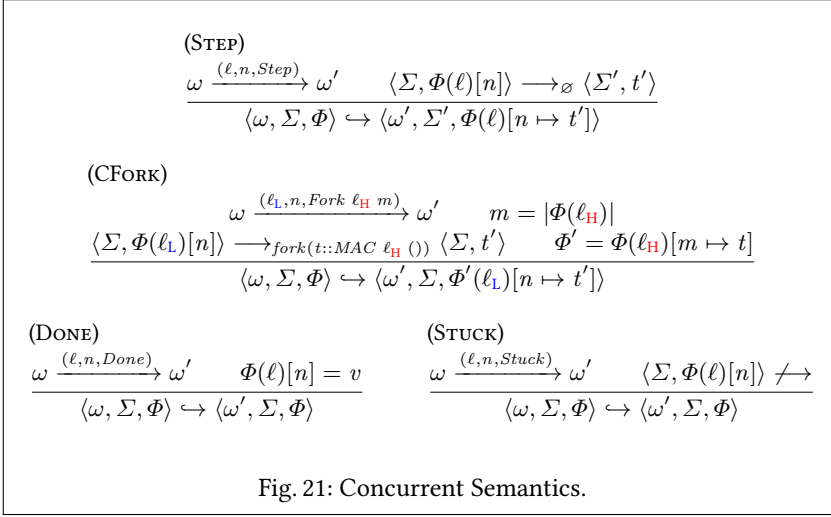 (Step)
ω —(ℓ,n,Step)→ ω′  ⟨Σ, Φ(ℓ)[n]⟩ ⟶∅ ⟨Σ′, t′⟩
⟨ω, Σ, Φ⟩ ↪ ⟨ω′, Σ′, Φ(ℓ)[n ↦ t′]⟩
(CFork)
ω —(ℓL,n,Fork ℓH m)→ ω′  m = |Φ(ℓH)|
⟨Σ, Φ(ℓL)[n]⟩ ⟶fork(t::MAC ℓH ()) ⟨Σ, t′⟩  Φ′ = Φ(ℓH)[m ↦ t]
⟨ω, Σ, Φ⟩ ↪ ⟨ω′, Σ, Φ′(ℓL)[n ↦ t′]⟩
(Done)
ω —(ℓ,n,Done)→ ω′  Φ(ℓ)[n] = v
⟨ω, Σ, Φ⟩ ↪ ⟨ω′, Σ, Φ⟩
(Stuck)
ω —(ℓ,n,Stuck)→ ω′  ⟨Σ, Φ(ℓ)[n]⟩ ⟶̸
⟨ω, Σ, Φ⟩ ↪ ⟨ω′, Σ, Φ⟩
Fig. 21: Concurrent Semantics.